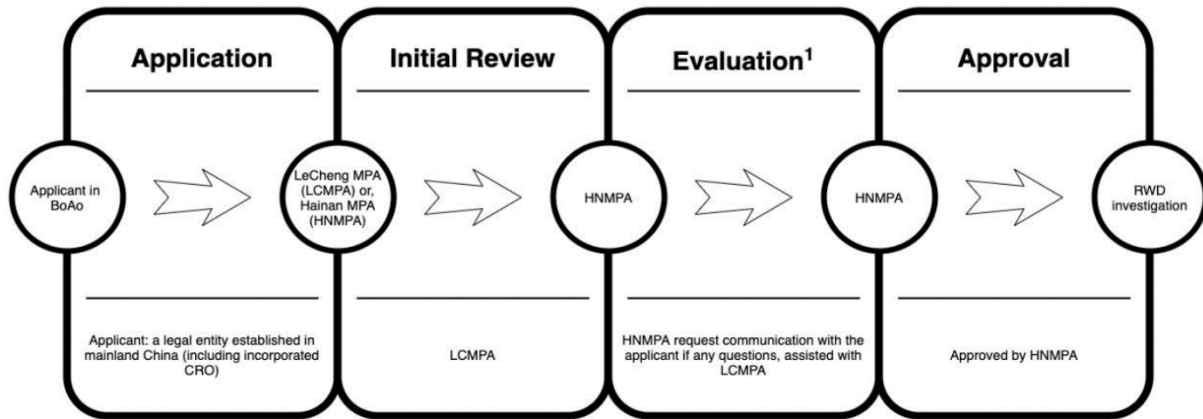 Application
Initial Review
Evaluation¹
Approval
Applicant in
BoAo
LeCheng MPA
(LCMPA) or,
Hainan MPA
(HNMPA)
HNMPA
HNMPA
RWD
investigation
Applicant: a legal entity established in
mainland China (including incorporated
CRO)
LCMPA
HNMPA request communication with the
applicant if any questions, assisted with
LCMPA
Approved by HNMPA